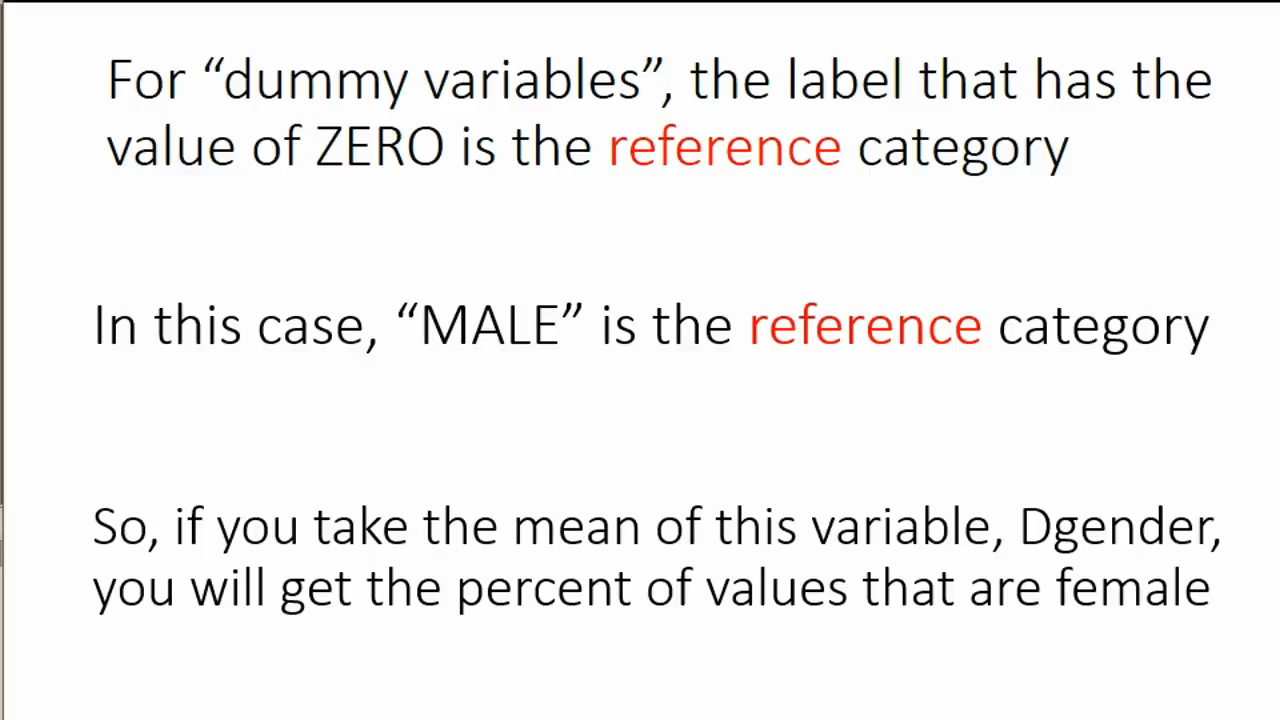 For “dummy variables”, the label that has the
value of ZERO is the reference category
In this case, “MALE” is the reference category
So, if you take the mean of this variable, Dgender,
you will get the percent of values that are female